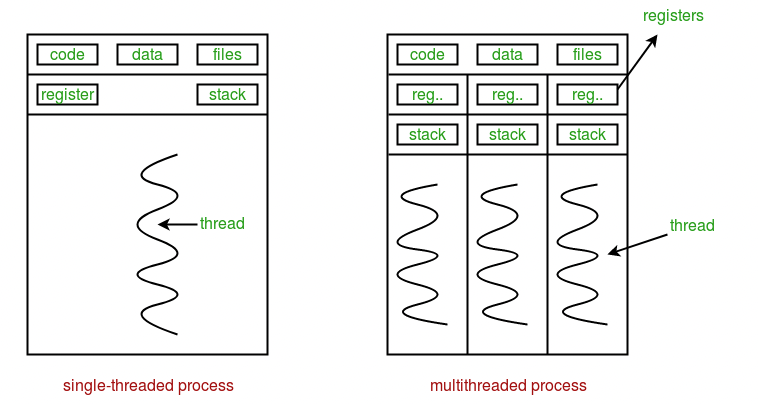 registers
code data files
register stack
thread
single-threaded process
code data files
reg.. reg.. reg..
stack stack stack
thread
multithreaded process